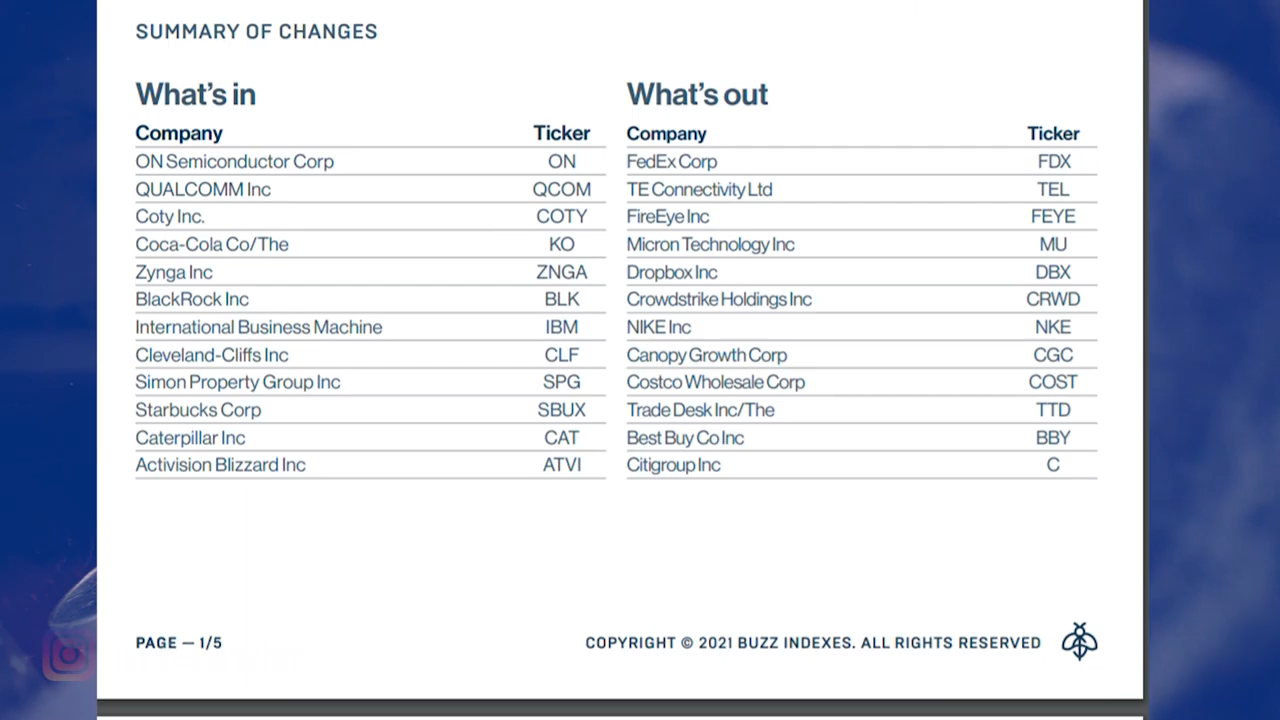 SUMMARY OF CHANGES
What's in
Company Ticker
ON Semiconductor Corp ON
QUALCOMM Inc QCOM
Coty Inc. COTY
Coca-Cola Co/The KO
Zynga Inc ZNGA
BlackRock Inc BLK
International Business Machine IBM
Cleveland-Cliffs Inc CLF
Simon Property Group Inc SPG
Starbucks Corp SBUX
Caterpillar Inc CAT
Activision Blizzard Inc ATVI
What's out
Company Ticker
FedEx Corp FDX
TE Connectivity Ltd TEL
FireEye Inc FEYE
Micron Technology Inc MU
Dropbox Inc DBX
Crowdstrike Holdings Inc CRWD
NIKE Inc NKE
Canopy Growth Corp CGC
Costco Wholesale Corp COST
Trade Desk Inc/The TTD
Best Buy Co Inc BBY
Citigroup Inc C
PAGE — 1/5
COPYRIGHT © 2021 BUZZ INDEXES. ALL RIGHTS RESERVED